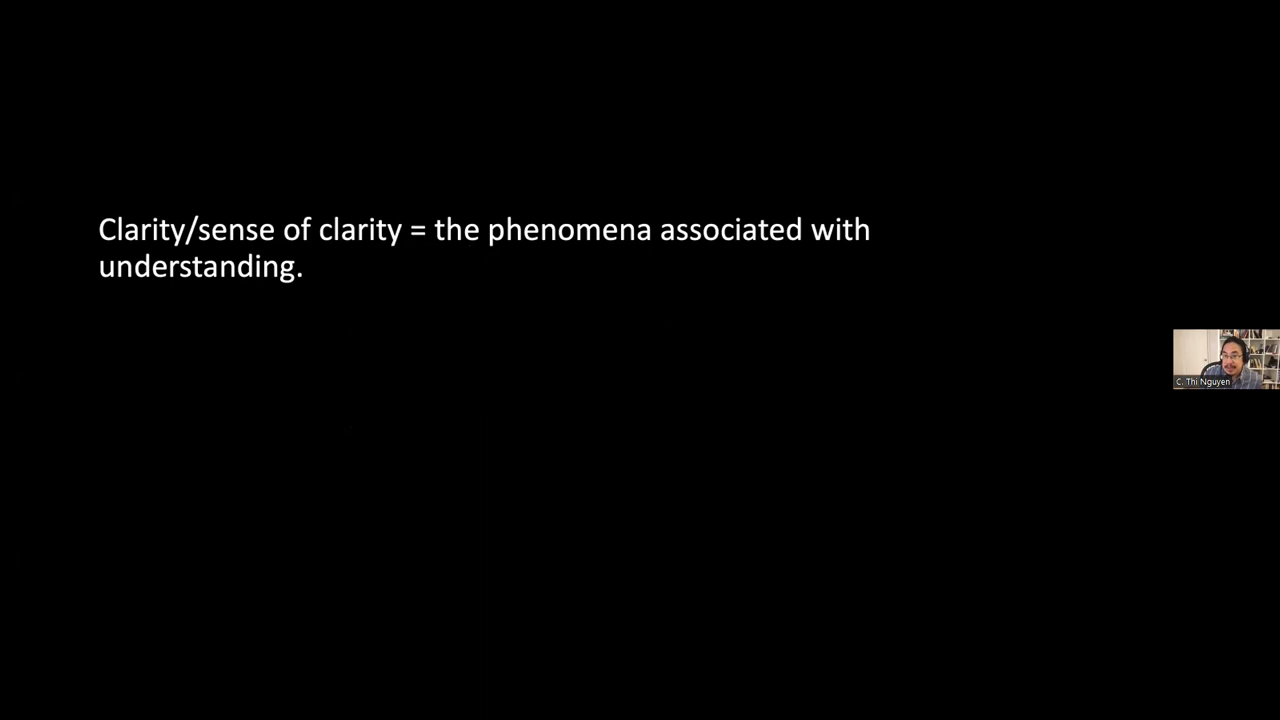 Clarity/sense of clarity = the phenomena associated with
understanding.
C. Thi Nguyen